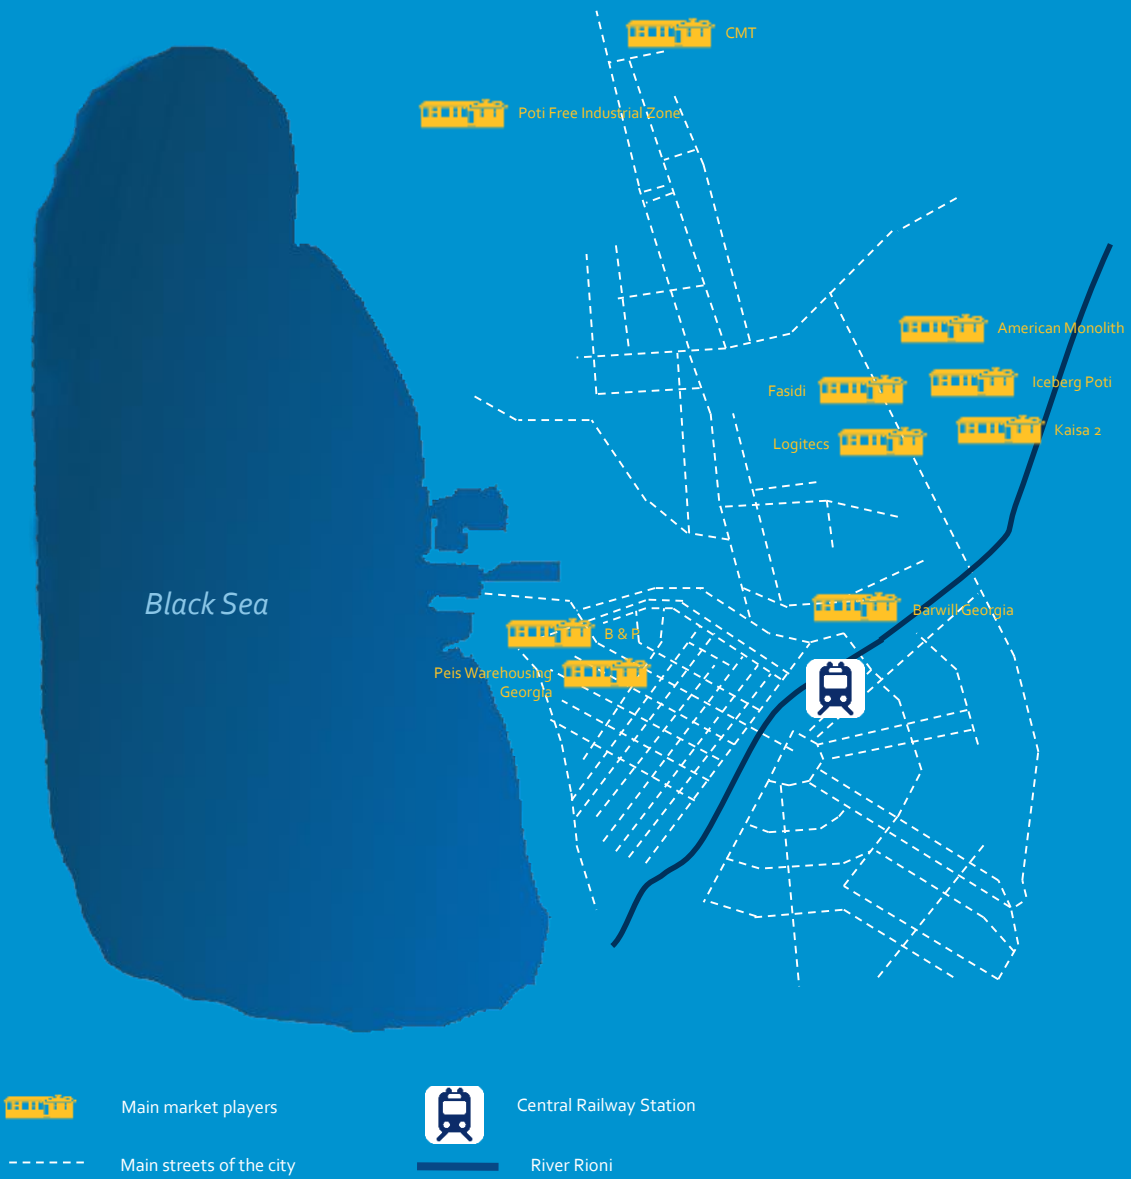 CMT
Poti Free Industrial Zone
American Monolith
Iceberg Poti
Fasidi
Kaisa 2
Logitecs
Black Sea
Barwill Georgia
B & P
Peis Warehousing
Georgia
Main market players
Central Railway Station
Main streets of the city
River Rioni